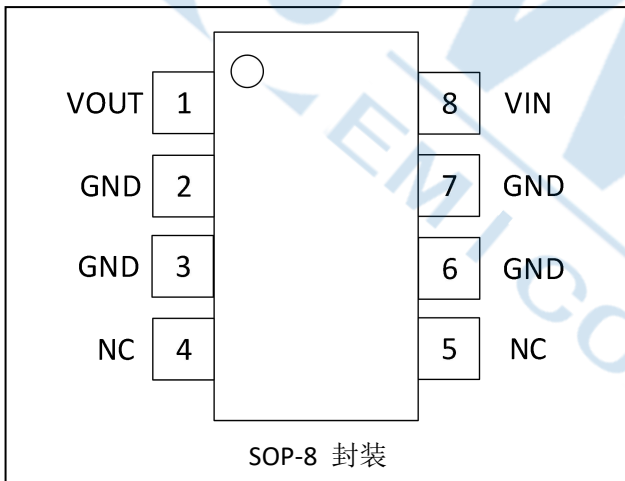 VOUT 1 8 VIN
GND 2 7 GND
GND 3 6 GND
NC 4 5 NC
SOP-8 封装
EMICO